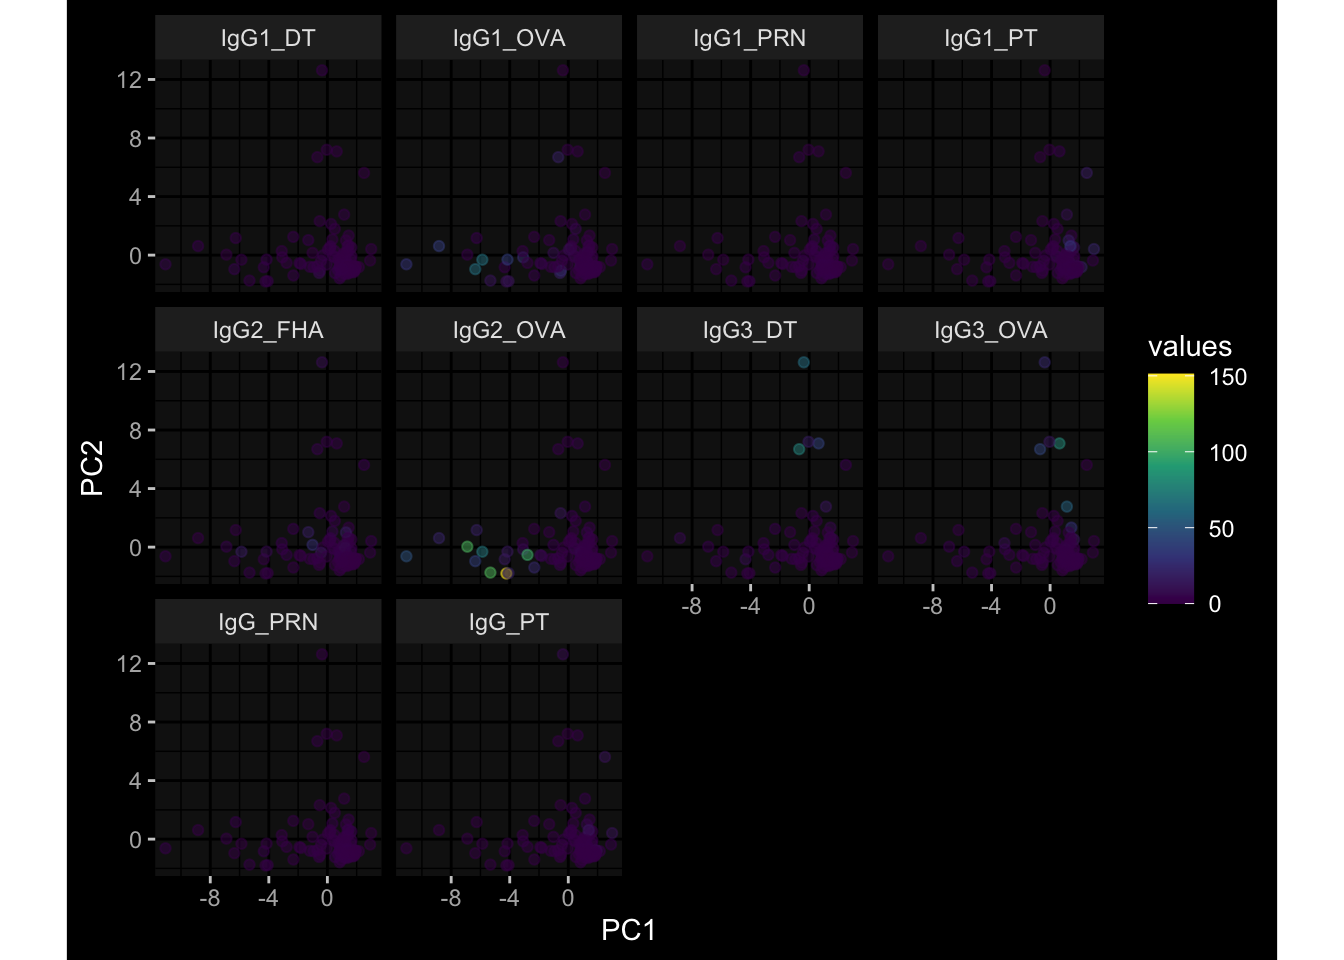 IgG1_DT IgG1_OVA IgG1_PRN IgG1_PT
12
8
4
0
IgG2_FHA IgG2_OVA IgG3_DT IgG3_OVA
12
8
4
0
-8 -4 0 -8 -4 0
IgG_PRN IgG_PT
12
8
4
0
-8 -4 0 -8 -4 0
PC1
PC2
values
150
100
50
0